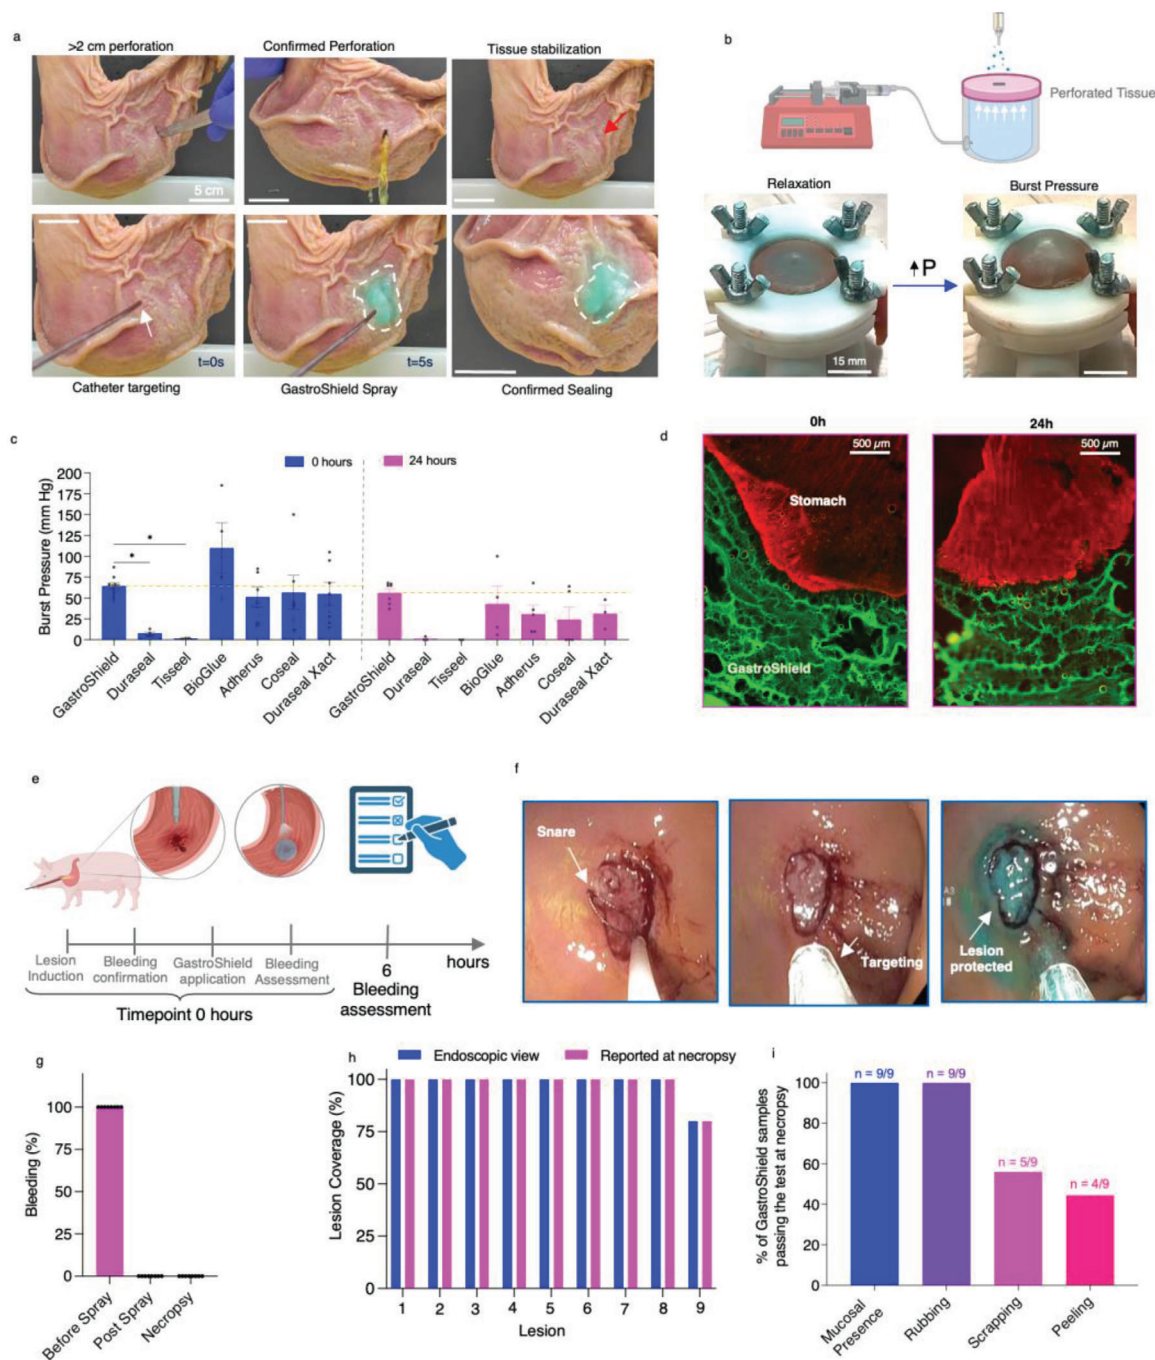 a
>2 cm perforation
Confirmed Perforation
Tissue stabilization
5 cm
t=0s
t=5s
Catheter targeting
GastroShield Spray
Confirmed Sealing
b
Perforated Tissue
Relaxation
Burst Pressure
P
15 mm
c
0 hours
24 hours
Burst Pressure (mm Hg)
200
175
150
125
100
75
50
25
0
*
*
GastroShield
Duraseal
Tisseel
BioGlue
Adherus
Coseal
Duraseal Xact
GastroShield
Duraseal
Tisseel
BioGlue
Adherus
Coseal
Duraseal Xact
d
0h
24h
500 µm
500 µm
Stomach
GastroShield
e
Lesion
Induction
Bleeding
confirmation
GastroShield
application
Bleeding
Assessment
6
hours
Bleeding
assessment
Timepoint 0 hours
f
Snare
Targeting
Lesion
protected
g
Bleeding (%)
100
75
50
25
0
Before Spray
Post Spray
Necropsy
h
Endoscopic view
Reported at necropsy
Lesion Coverage (%)
100
75
50
25
0
1 2 3 4 5 6 7 8 9
Lesion
i
% of GastroShield samples
passing the test at necropsy
100
80
60
40
20
0
n = 9/9
n = 9/9
n = 5/9
n = 4/9
Mucosal
Presence
Rubbing
Scrapping
Peeling